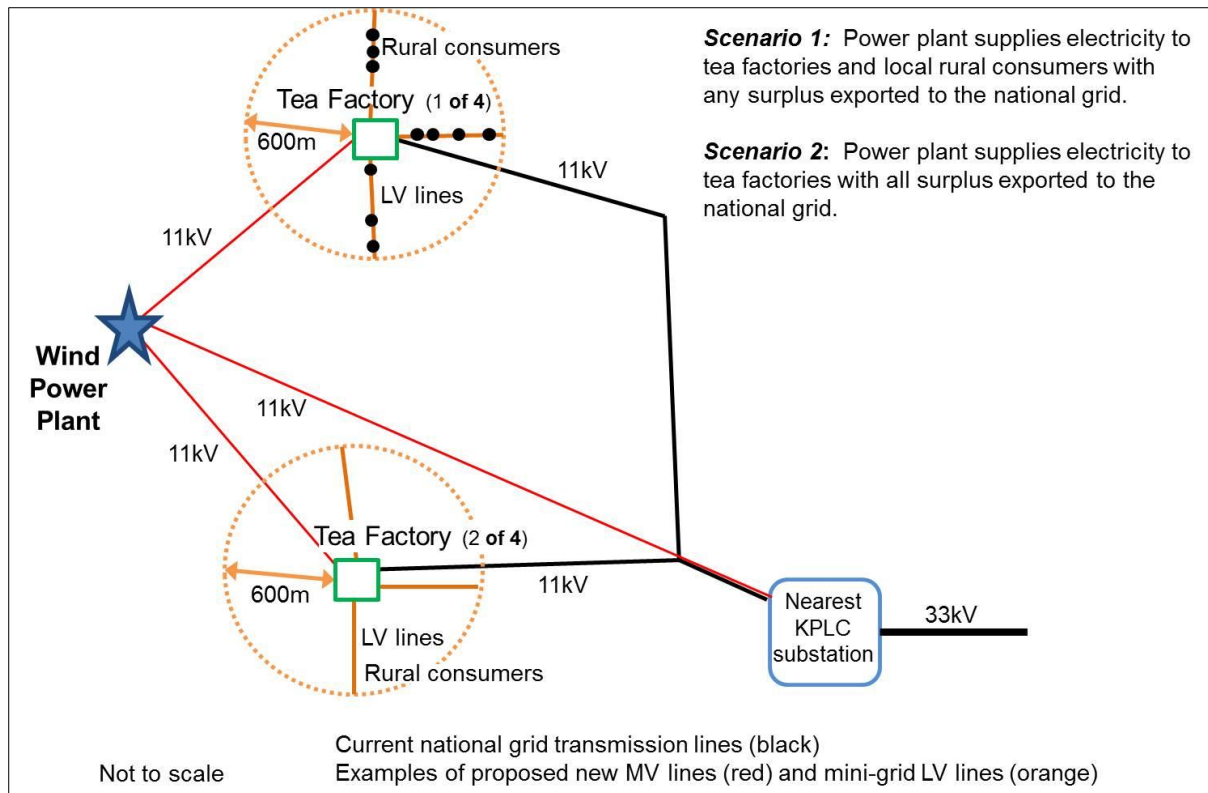 Rural consumers
Tea Factory (1 of 4)
600m
LV lines
11kV
11kV
Scenario 1: Power plant supplies electricity to
tea factories and local rural consumers with
any surplus exported to the national grid.
Scenario 2: Power plant supplies electricity to
tea factories with all surplus exported to the
national grid.
Wind
Power
Plant
11kV
11kV
Tea Factory (2 of 4)
600m
11kV
LV lines
Rural consumers
Nearest
KPLC
substation
33kV
Current national grid transmission lines (black)
Not to scale
Examples of proposed new MV lines (red) and mini-grid LV lines (orange)